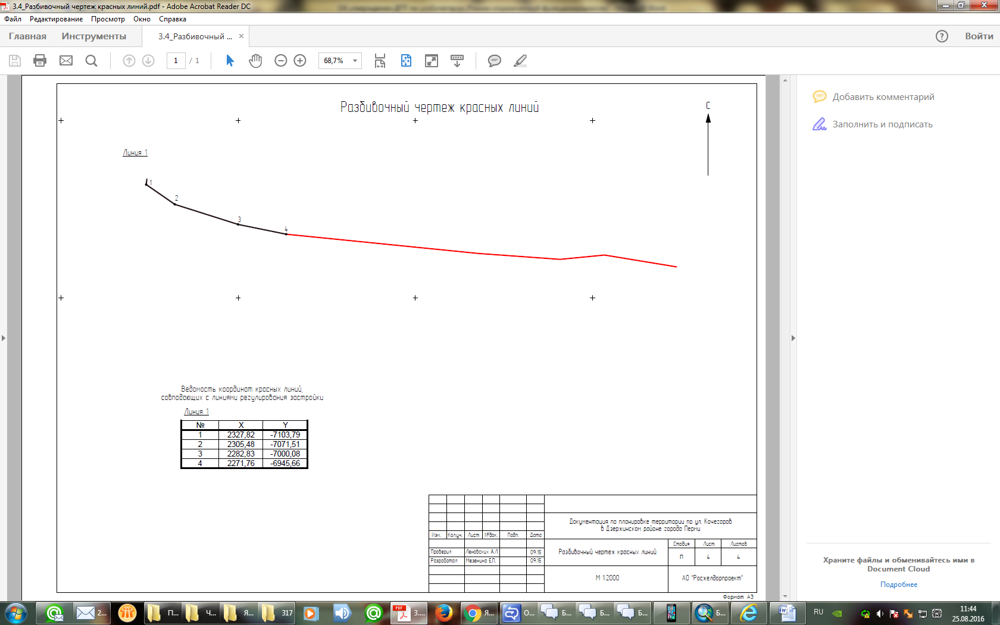 3.4_Разбивочный чертеж красных линий.pdf - Adobe Acrobat Reader DC
Файл Редактирование Просмотр Окно Справка
Главная Инструменты 3.4_Разбивочный ... × Войти
1 / 1 68,7%
Разбивочный чертеж красных линий
С
Линия 1
1
2
3
4
Ведомость координат красных линий,
совпадающих с линиями регулирования застройки
Линия 1
№ X Y
1 2327,82 -7103,79
2 2305,48 -7071,51
3 2282,83 -7000,08
4 2271,76 -6945,66
Документация по планировке территории по ул. Кочегаров
в Дзержинском районе города Перми
Изм. Кол.уч. Лист №док. Подп. Дата
Разбивочный чертеж красных линий
Стадия Лист Листов
П 4 4
Проверил Леновских А.Л. 09.15
Разработал Мезенина Е.П. 09.15
М 1:2000
АО "Росжелдорпроект"
Формат А3
Добавить комментарий
Заполнить и подписать
Храните файлы и обменивайтесь ими в
Document Cloud
Подробнее
2... П... Ч... Я... 317 3.... Я... О... Б... Б... Б... Б... RU 11:44
25.08.2016